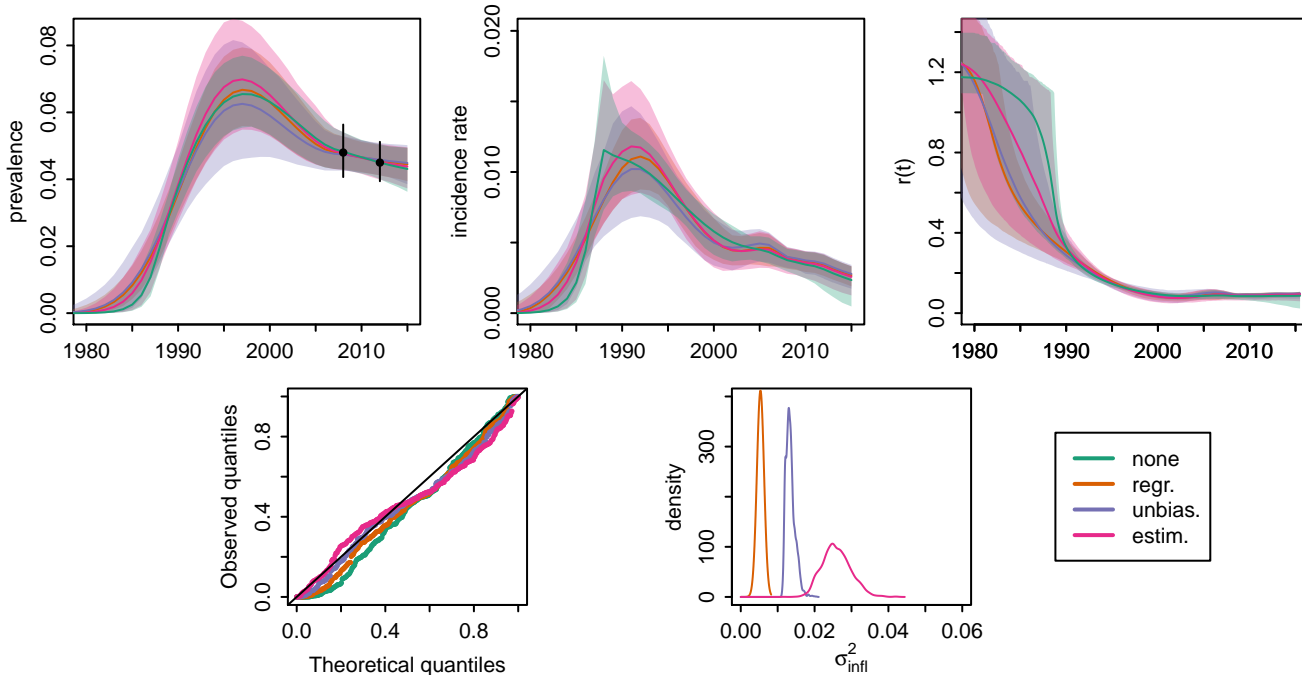 prevalence
0.00 0.02 0.04 0.06 0.08
1980 1990 2000 2010
incidence rate
0.000 0.010 0.020
1980 1990 2000 2010
r(t)
0.0 0.4 0.8 1.2
1980 1990 2000 2010
Observed quantiles
0.0 0.4 0.8
0.0 0.4 0.8
Theoretical quantiles
density
0 100 300
0.00 0.02 0.04 0.06
σ²infl
none
regr.
unbias.
estim.